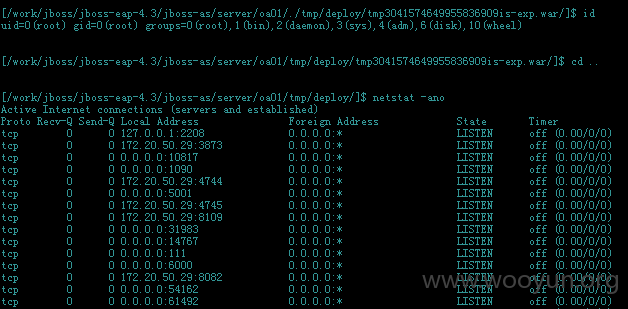 [/work/jboss/jboss-eap-4.3/jboss-as/server/oa01/./tmp/deploy/tmp3041574649955836909is-exp.war/]$ id
uid=0(root) gid=0(root) groups=0(root),1(bin),2(daemon),3(sys),4(adm),6(disk),10(wheel)
[/work/jboss/jboss-eap-4.3/jboss-as/server/oa01/tmp/deploy/tmp3041574649955836909is-exp.war/]$ cd ..
[/work/jboss/jboss-eap-4.3/jboss-as/server/oa01/tmp/deploy/]$ netstat -ano
Active Internet connections (servers and established)
Proto Recv-Q Send-Q Local Address Foreign Address State Timer
tcp 0 0 127.0.0.1:2208 0.0.0.0:* LISTEN off (0.00/0/0)
tcp 0 0 172.20.50.29:3873 0.0.0.0:* LISTEN off (0.00/0/0)
tcp 0 0 0.0.0.0:10817 0.0.0.0:* LISTEN off (0.00/0/0)
tcp 0 0 0.0.0.0:1090 0.0.0.0:* LISTEN off (0.00/0/0)
tcp 0 0 172.20.50.29:4744 0.0.0.0:* LISTEN off (0.00/0/0)
tcp 0 0 0.0.0.0:5001 0.0.0.0:* LISTEN off (0.00/0/0)
tcp 0 0 172.20.50.29:4745 0.0.0.0:* LISTEN off (0.00/0/0)
tcp 0 0 172.20.50.29:8109 0.0.0.0:* LISTEN off (0.00/0/0)
tcp 0 0 0.0.0.0:31983 0.0.0.0:* LISTEN off (0.00/0/0)
tcp 0 0 0.0.0.0:14767 0.0.0.0:* LISTEN off (0.00/0/0)
tcp 0 0 0.0.0.0:111 0.0.0.0:* LISTEN off (0.00/0/0)
tcp 0 0 0.0.0.0:6000 0.0.0.0:* LISTEN off (0.00/0/0)
tcp 0 0 172.20.50.29:8082 0.0.0.0:* LISTEN off (0.00/0/0)
tcp 0 0 0.0.0.0:54162 0.0.0.0:* LISTEN off (0.00/0/0)
tcp 0 0 0.0.0.0:61492 0.0.0.0:* LISTEN off (0.00/0/0)
www.wooyun.org